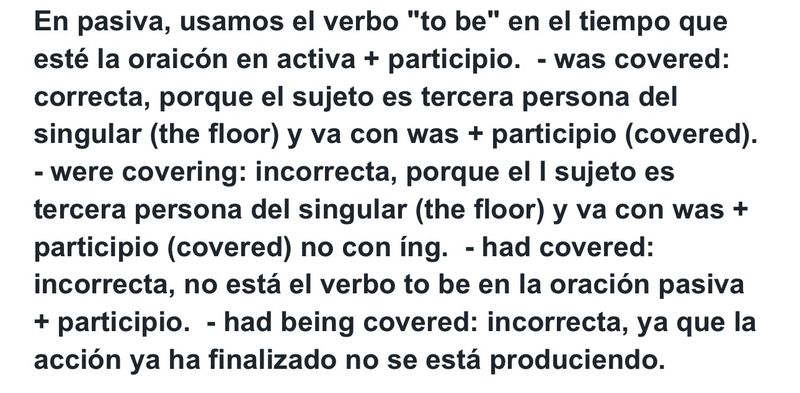 En pasiva, usamos el verbo "to be" en el tiempo que
esté la oraicón en activa + participio.  - was covered:
correcta, porque el sujeto es tercera persona del
singular (the floor) y va con was + participio (covered).
- were covering: incorrecta, porque el l sujeto es
tercera persona del singular (the floor) y va con was +
participio (covered) no con íng.  - had covered:
incorrecta, no está el verbo to be en la oración pasiva
+ participio.  - had being covered: incorrecta, ya que la
acción ya ha finalizado no se está produciendo.